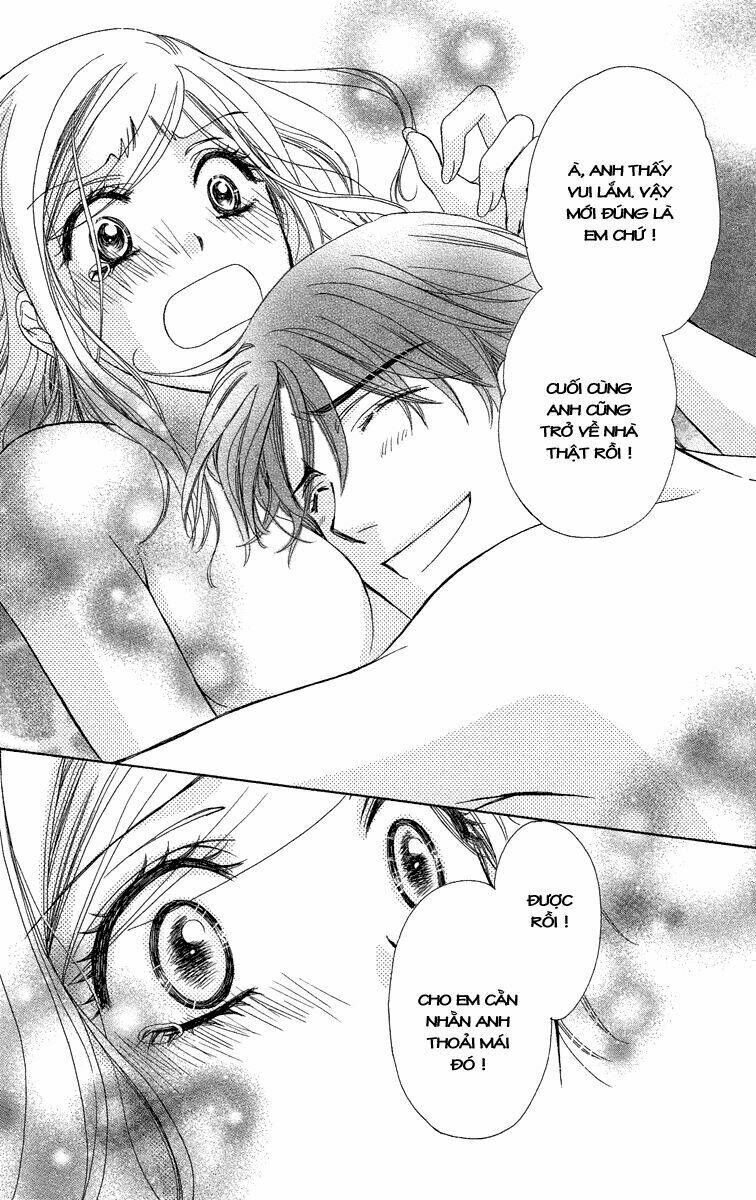 À, ANH THẤY
VUI LẮM. VẬY
MỚI ĐÚNG LÀ
EM CHỨ !
CUỐI CÙNG
ANH CŨNG
TRỞ VỀ NHÀ
THẬT RỒI !
ĐƯỢC
RỒI !
CHO EM CẰN
NHẰN ANH
THOẢI MÁI
ĐÓ !